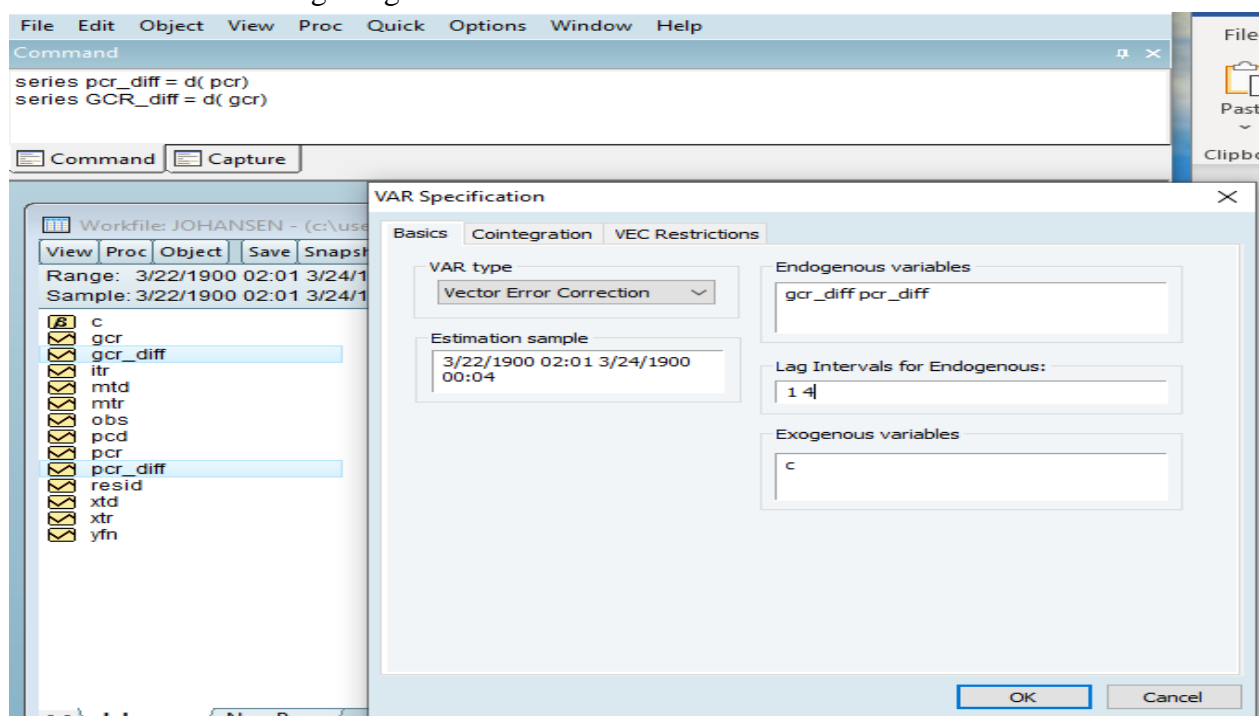 File Edit Object View Proc Quick Options Window Help
File
Command
series pcr_diff = d( pcr)
series GCR_diff = d( gcr)
Past
Command Capture
Clipbo
VAR Specification
Workfile: JOHANSEN - (c:\use
View Proc Object Save Snapsh
Range: 3/22/1900 02:01 3/24/1
Sample: 3/22/1900 02:01 3/24/1
c
gcr
gcr_diff
itr
mtd
mtr
obs
pcd
pcr
pcr_diff
resid
xtd
xtr
yfn
Basics Cointegration VEC Restrictions
VAR type
Vector Error Correction
Estimation sample
3/22/1900 02:01 3/24/1900
00:04
Endogenous variables
gcr_diff pcr_diff
Lag Intervals for Endogenous:
1 4
Exogenous variables
c
OK Cancel